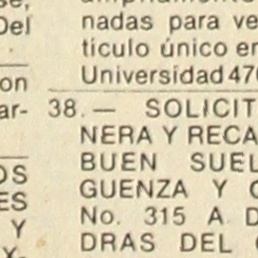 se,
Del
on
ar-
OS
ES
Y
X-
nadas para ve
tículo único en
Universidad 470
38.— SOLICIT
NERA Y RECA
BUEN SUEL
GUENZA Y
No. 315 A D
DRAS DEL